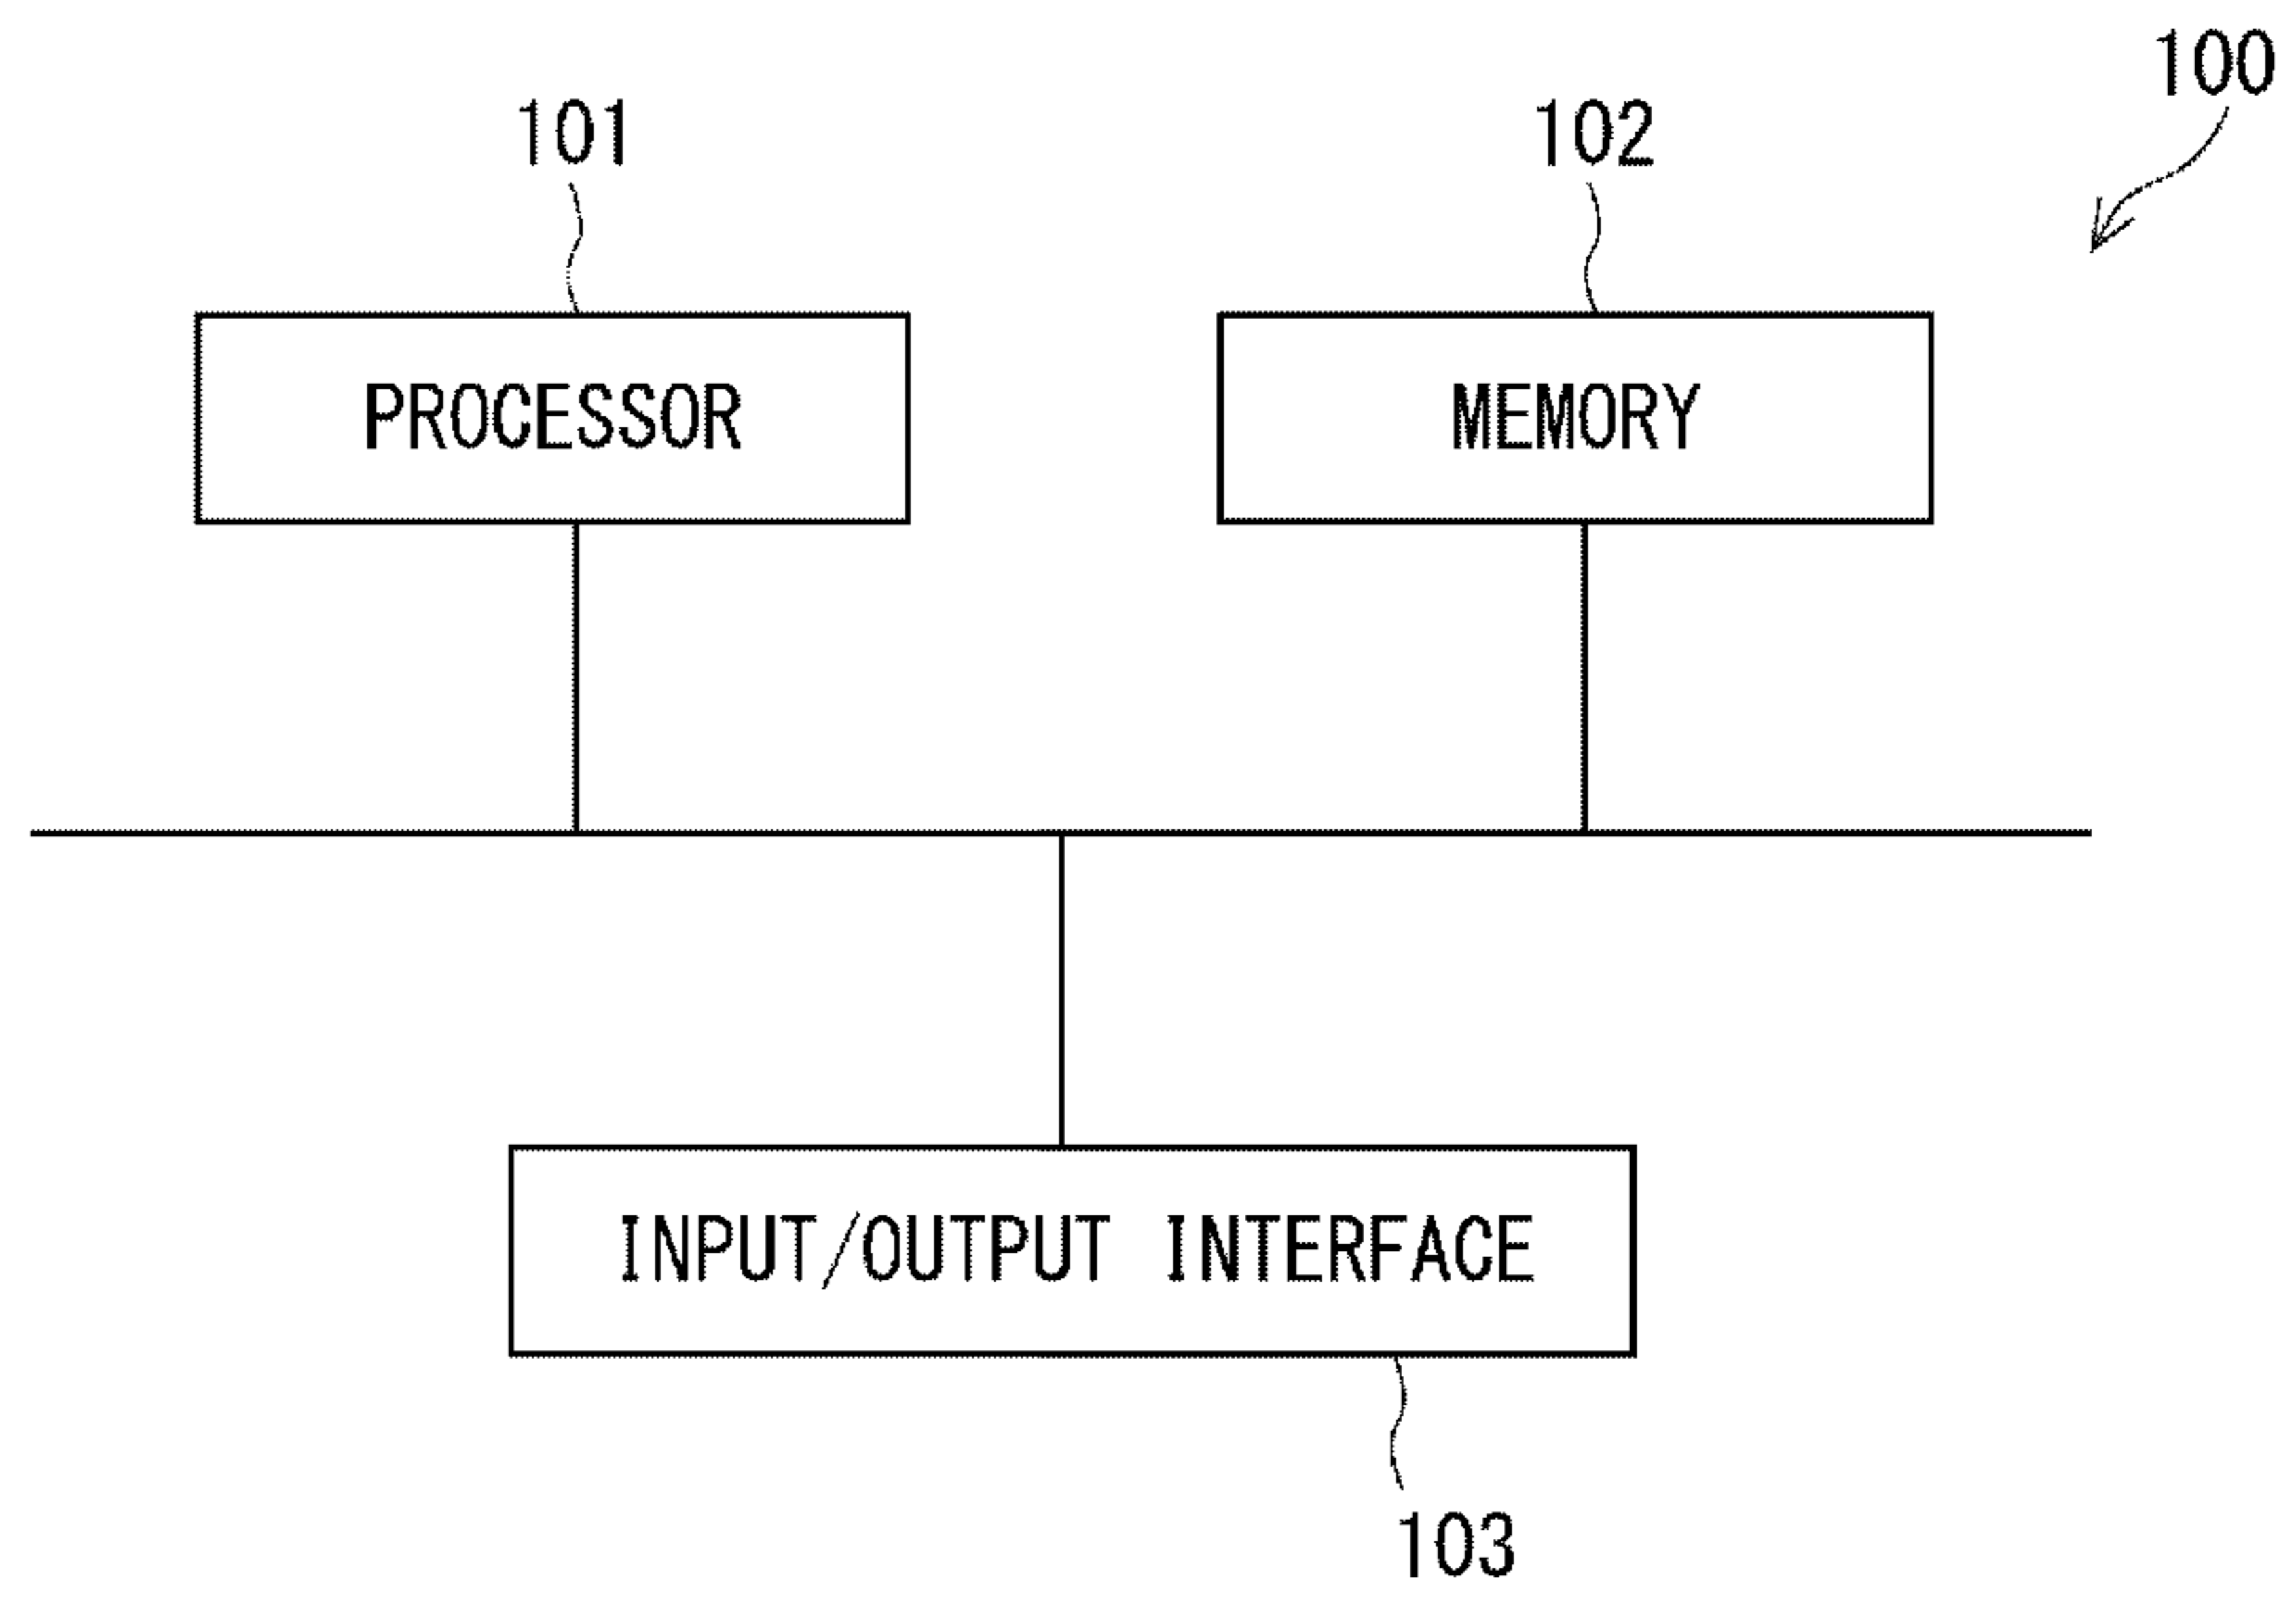 100
101
102
PROCESSOR
MEMORY
INPUT/OUTPUT INTERFACE
103